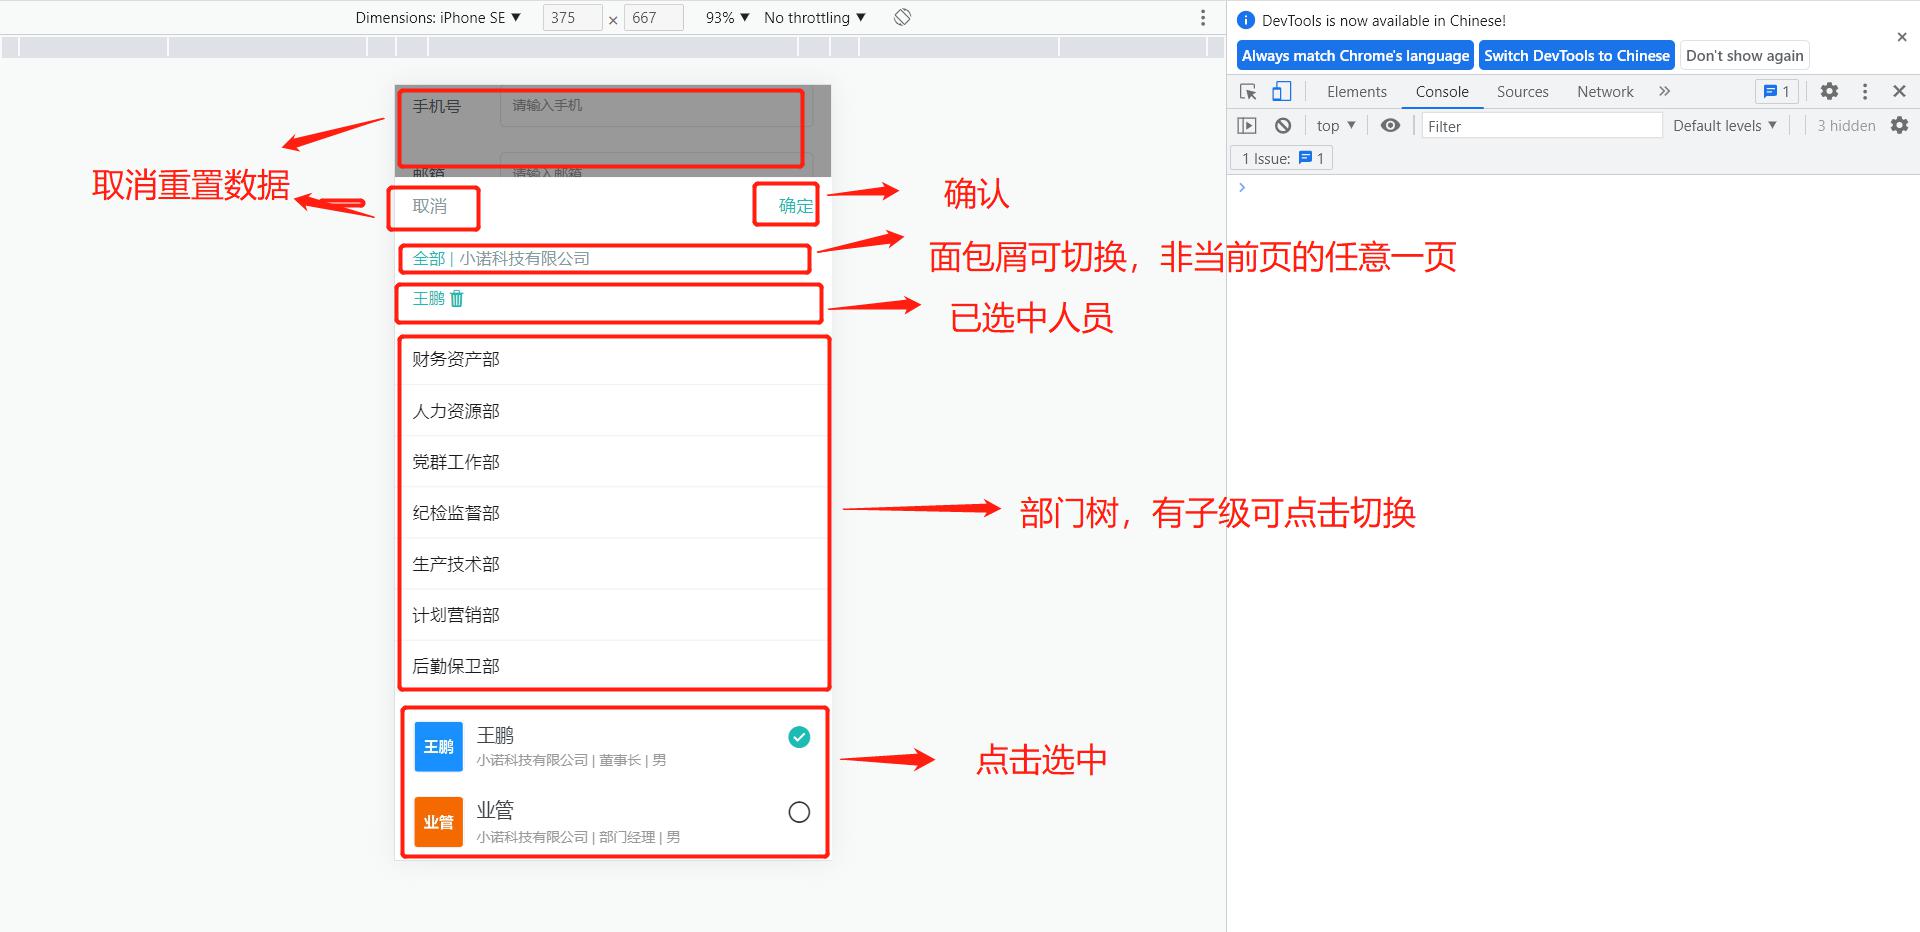 Dimensions: iPhone SE ▼ 375 × 667 93% ▼ No throttling ▼
DevTools is now available in Chinese!
Always match Chrome's language Switch DevTools to Chinese Don't show again
Elements Console Sources Network » 1
top ▼ Filter Default levels ▼ 3 hidden
1 Issue: 1
手机号 请输入手机
邮箱 请输入邮箱
取消重置数据
取消 确定
确认
全部 | 小诺科技有限公司
面包屑可切换，非当前页的任意一页
王鹏
已选中人员
财务资产部
人力资源部
党群工作部
纪检监督部
部门树，有子级可点击切换
生产技术部
计划营销部
后勤保卫部
王鹏 王鹏
小诺科技有限公司 | 董事长 | 男
点击选中
业管 业管
小诺科技有限公司 | 部门经理 | 男